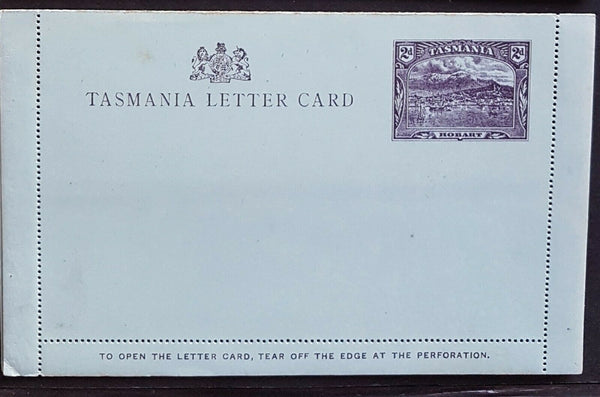 2d TASMANIA 2d
TASMANIA LETTER CARD
HOBART
TO OPEN THE LETTER CARD, TEAR OFF THE EDGE AT THE PERFORATION.